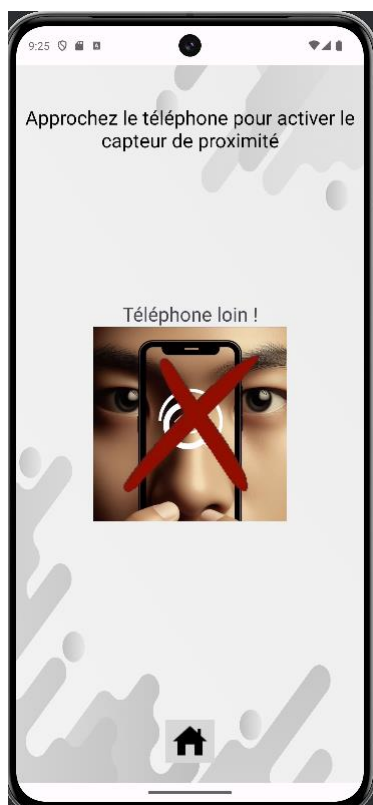 9:25
Approchez le téléphone pour activer le
capteur de proximité
Téléphone loin !